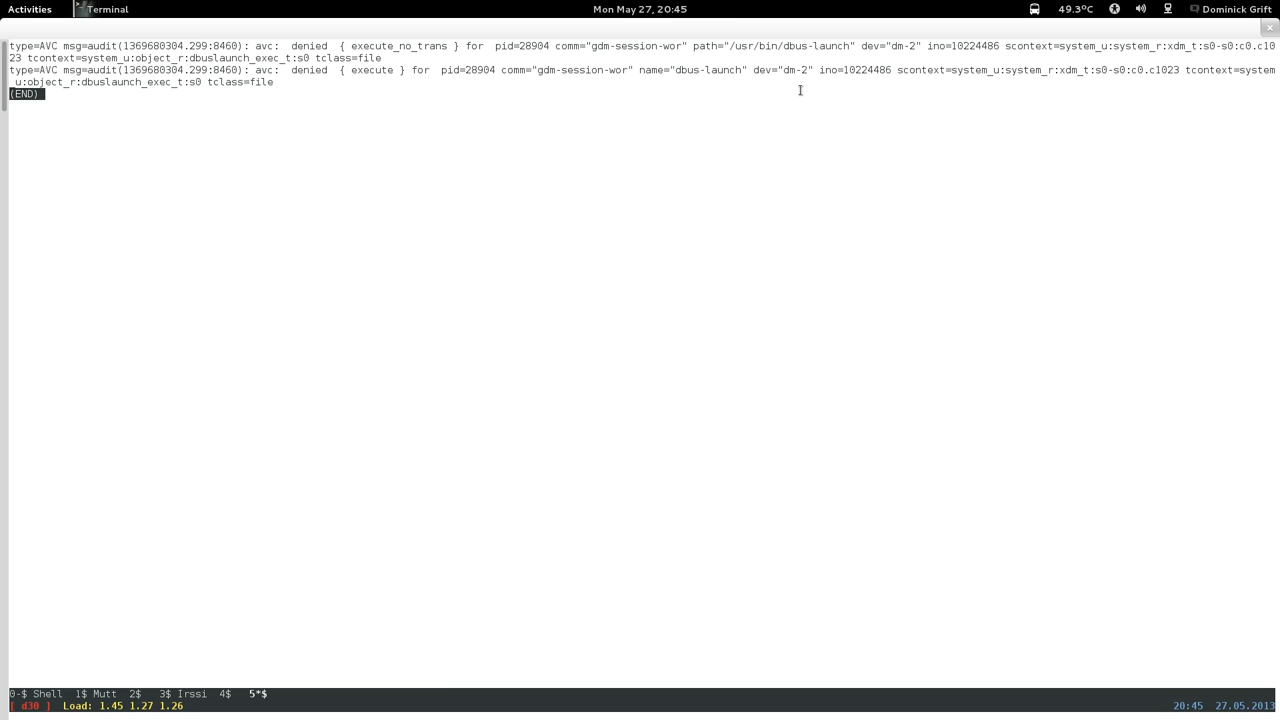 Activities Terminal Mon May 27, 20:45 49.3°C Dominick Grift
type=AVC msg=audit(1369680304.299:8460): avc:  denied  { execute_no_trans } for  pid=28904 comm="gdm-session-wor" path="/usr/bin/dbus-launch" dev="dm-2" ino=10224486 scontext=system_u:system_r:xdm_t:s0-s0:c0.c10
23 tcontext=system_u:object_r:dbuslaunch_exec_t:s0 tclass=file
type=AVC msg=audit(1369680304.299:8460): avc:  denied  { execute } for  pid=28904 comm="gdm-session-wor" name="dbus-launch" dev="dm-2" ino=10224486 scontext=system_u:system_r:xdm_t:s0-s0:c0.c1023 tcontext=system
_u:object_r:dbuslaunch_exec_t:s0 tclass=file
(END)
0-$ Shell  1$ Mutt  2$   3$ Irssi  4$   5*$
[ d30 ]  Load: 1.45 1.27 1.26 20:45  27.05.2013